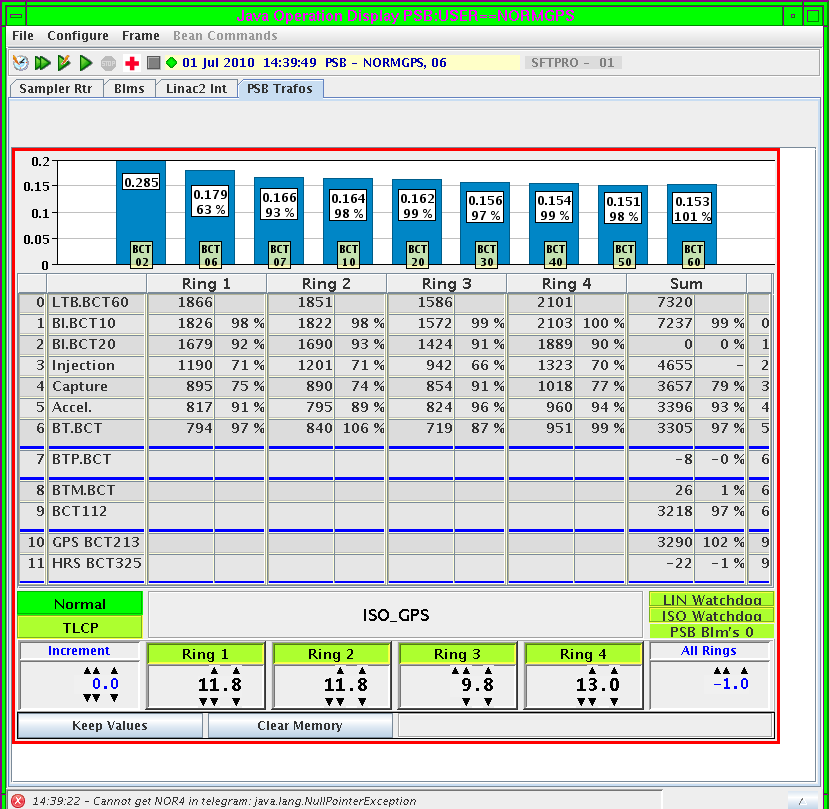 Java Operation Display PSB:USER==NORMGPS
File Configure Frame Bean Commands
01 Jul 2010 14:39:49 PSB - NORMGPS, 06 SFTPRO - 01
Sampler Rtr Blms Linac2 Int PSB Trafos
0.2
0.15
0.1
0.05
0
0.285 0.179 63 % 0.166 93 % 0.164 98 % 0.162 99 % 0.156 97 % 0.154 99 % 0.151 98 % 0.153 101 %
BCT 02 BCT 06 BCT 07 BCT 10 BCT 20 BCT 30 BCT 40 BCT 50 BCT 60
Ring 1 Ring 2 Ring 3 Ring 4 Sum
0 LTB.BCT60 1866 1851 1586 2101 7320
1 BI.BCT10 1826 98 % 1822 98 % 1572 99 % 2103 100 % 7237 99 % 0
2 BI.BCT20 1679 92 % 1690 93 % 1424 91 % 1889 90 % 0 0 % 1
3 Injection 1190 71 % 1201 71 % 942 66 % 1323 70 % 4655 - 2
4 Capture 895 75 % 890 74 % 854 91 % 1018 77 % 3657 79 % 3
5 Accel. 817 91 % 795 89 % 824 96 % 960 94 % 3396 93 % 4
6 BT.BCT 794 97 % 840 106 % 719 87 % 951 99 % 3305 97 % 5
7 BTP.BCT -8 -0 % 6
8 BTM.BCT 26 1 % 6
9 BCT112 3218 97 % 6
10 GPS BCT213 3290 102 % 9
11 HRS BCT325 -22 -1 % 9
Normal
TLCP
ISO_GPS
LIN Watchdog
ISO Watchdog
PSB Blm's 0
Increment Ring 1 Ring 2 Ring 3 Ring 4 All Rings
0.0 11.8 11.8 9.8 13.0 -1.0
Keep Values Clear Memory
14:39:22 - Cannot get NOR4 in telegram: java.lang.NullPointerException